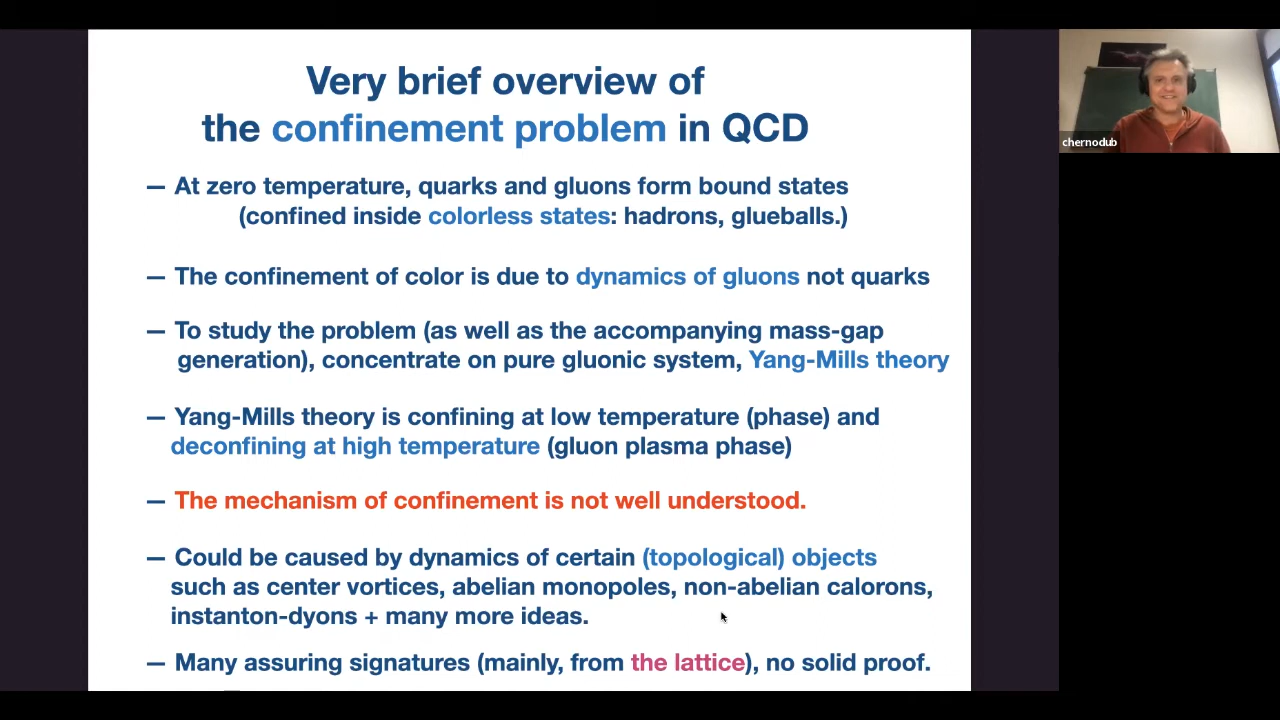 Very brief overview of
the confinement problem in QCD
— At zero temperature, quarks and gluons form bound states
(confined inside colorless states: hadrons, glueballs.)
— The confinement of color is due to dynamics of gluons not quarks
— To study the problem (as well as the accompanying mass-gap
generation), concentrate on pure gluonic system, Yang-Mills theory
— Yang-Mills theory is confining at low temperature (phase) and
deconfining at high temperature (gluon plasma phase)
— The mechanism of confinement is not well understood.
— Could be caused by dynamics of certain (topological) objects
such as center vortices, abelian monopoles, non-abelian calorons,
instanton-dyons + many more ideas.
— Many assuring signatures (mainly, from the lattice), no solid proof.
chernodub